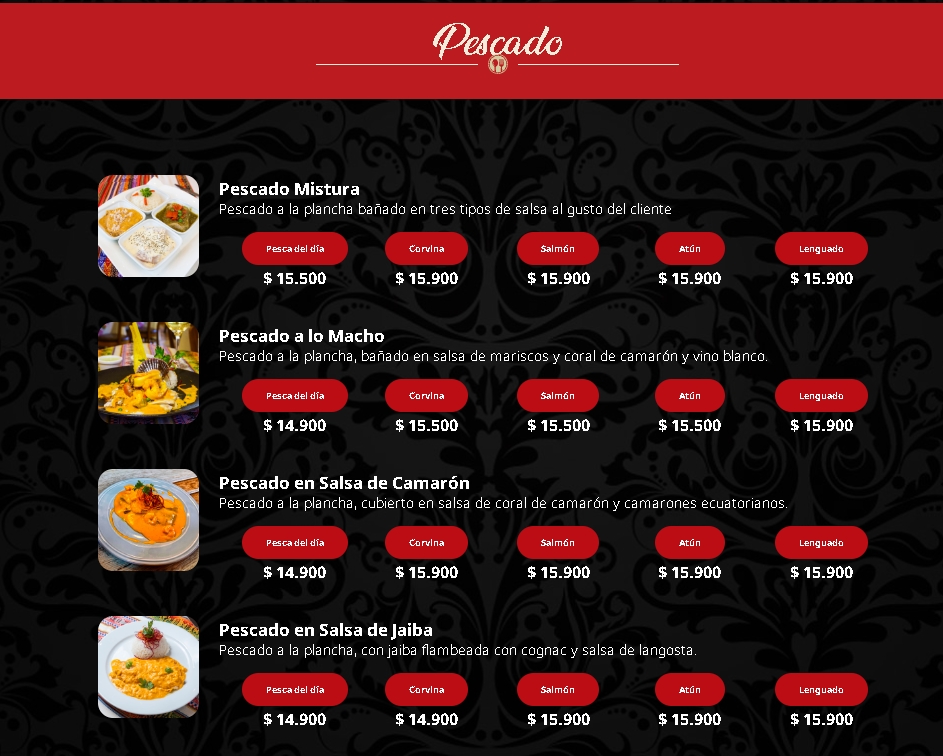 Pescado
Pescado Mistura
Pescado a la plancha bañado en tres tipos de salsa al gusto del cliente
Pesca del día Corvina Salmón Atún Lenguado
$ 15.500 $ 15.900 $ 15.900 $ 15.900 $ 15.900
Pescado a lo Macho
Pescado a la plancha, bañado en salsa de mariscos y coral de camarón y vino blanco.
Pesca del día Corvina Salmón Atún Lenguado
$ 14.900 $ 15.500 $ 15.500 $ 15.500 $ 15.900
Pescado en Salsa de Camarón
Pescado a la plancha, cubierto en salsa de coral de camarón y camarones ecuatorianos.
Pesca del día Corvina Salmón Atún Lenguado
$ 14.900 $ 15.900 $ 15.900 $ 15.900 $ 15.900
Pescado en Salsa de Jaiba
Pescado a la plancha, con jaiba flambeada con cognac y salsa de langosta.
Pesca del día Corvina Salmón Atún Lenguado
$ 14.900 $ 14.900 $ 15.900 $ 15.900 $ 15.900